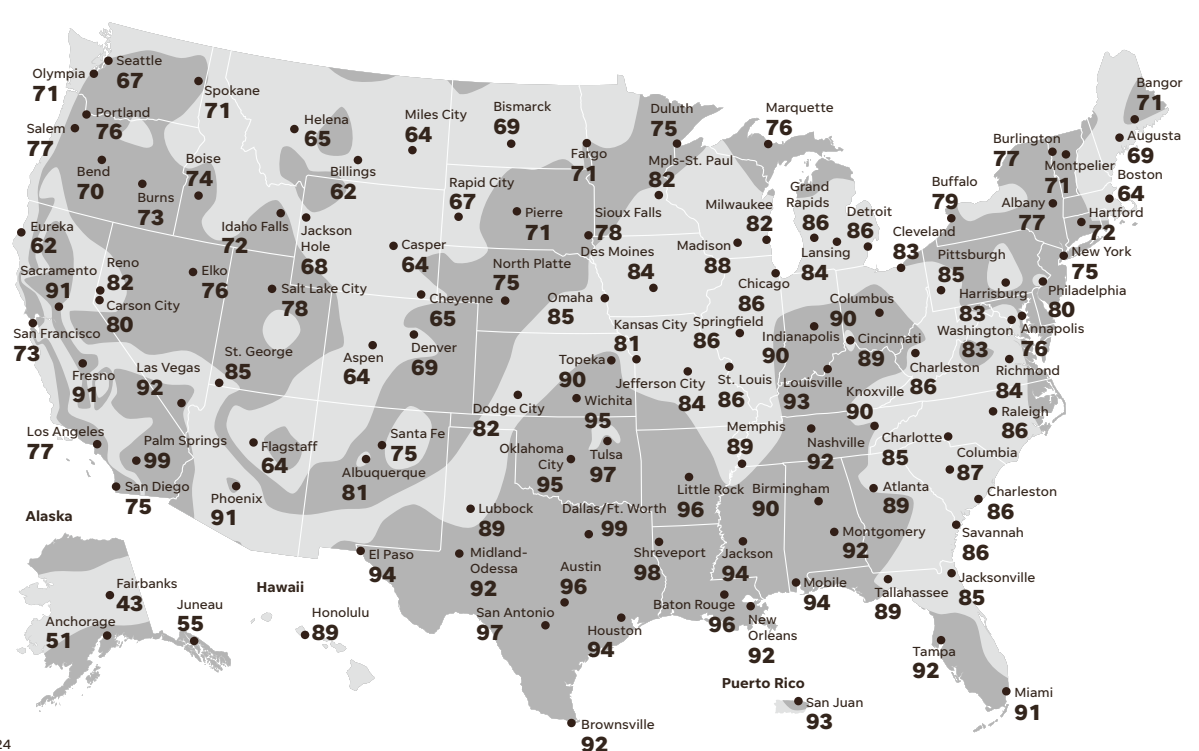 Seattle
67
Olympia
71
Spokane
71
Portland
76
Salem
77
Bend
70
Burns
73
Boise
74
Helena
65
Billings
62
Miles City
64
Bismarck
69
Fargo
71
Duluth
75
Marquette
76
Mpls-St. Paul
82
Rapid City
67
Pierre
71
Sioux Falls
78
Idaho Falls
72
Jackson
Hole
68
Casper
64
Cheyenne
65
North Platte
75
Omaha
85
Des Moines
84
Milwaukee
82
Madison
88
Chicago
86
Grand
Rapids
86
Lansing
84
Detroit
86
Cleveland
83
Buffalo
79
Burlington
77
Montpelier
71
Bangor
71
Augusta
69
Boston
64
Albany
77
Hartford
72
New York
75
Pittsburgh
85
Harrisburg
83
Philadelphia
80
Washington
83
Annapolis
76
Richmond
84
Eureka
62
Sacramento
91
Reno
82
Carson City
80
Elko
76
Salt Lake City
78
San Francisco
73
Fresno
91
Las Vegas
92
St. George
85
Aspen
64
Denver
69
Topeka
90
Kansas City
81
Springfield
86
Indianapolis
90
Columbus
90
Cincinnati
89
Charleston
86
Jefferson City
84
St. Louis
86
Louisville
93
Knoxville
90
Raleigh
86
Wichita
95
Dodge City
82
Los Angeles
77
Palm Springs
99
San Diego
75
Flagstaff
64
Phoenix
91
Santa Fe
75
Albuquerque
81
Oklahoma
City
95
Tulsa
97
Memphis
89
Nashville
92
Charlotte
85
Columbia
87
Little Rock
96
Birmingham
90
Atlanta
89
Charleston
86
Lubbock
89
Dallas/Ft. Worth
99
Montgomery
92
Savannah
86
El Paso
94
Midland-
Odessa
92
Austin
96
Shreveport
98
Jackson
94
Mobile
94
Tallahassee
89
Jacksonville
85
San Antonio
97
Houston
94
Baton Rouge
96
New
Orleans
92
Tampa
92
Miami
91
Brownsville
92
Alaska
Fairbanks
43
Anchorage
51
Juneau
55
Hawaii
Honolulu
89
Puerto Rico
San Juan
93
24